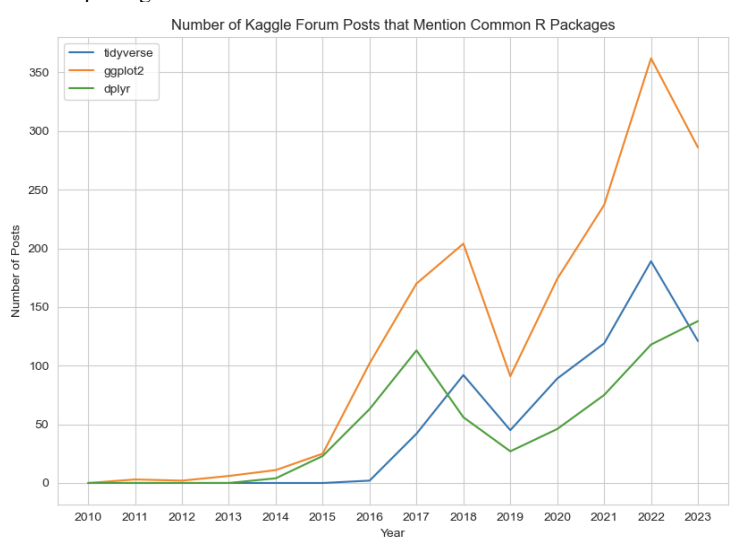 Number of Kaggle Forum Posts that Mention Common R Packages
tidyverse
ggplot2
dplyr
350
300
250
200
150
100
50
0
Number of Posts
2010 2011 2012 2013 2014 2015 2016 2017 2018 2019 2020 2021 2022 2023
Year